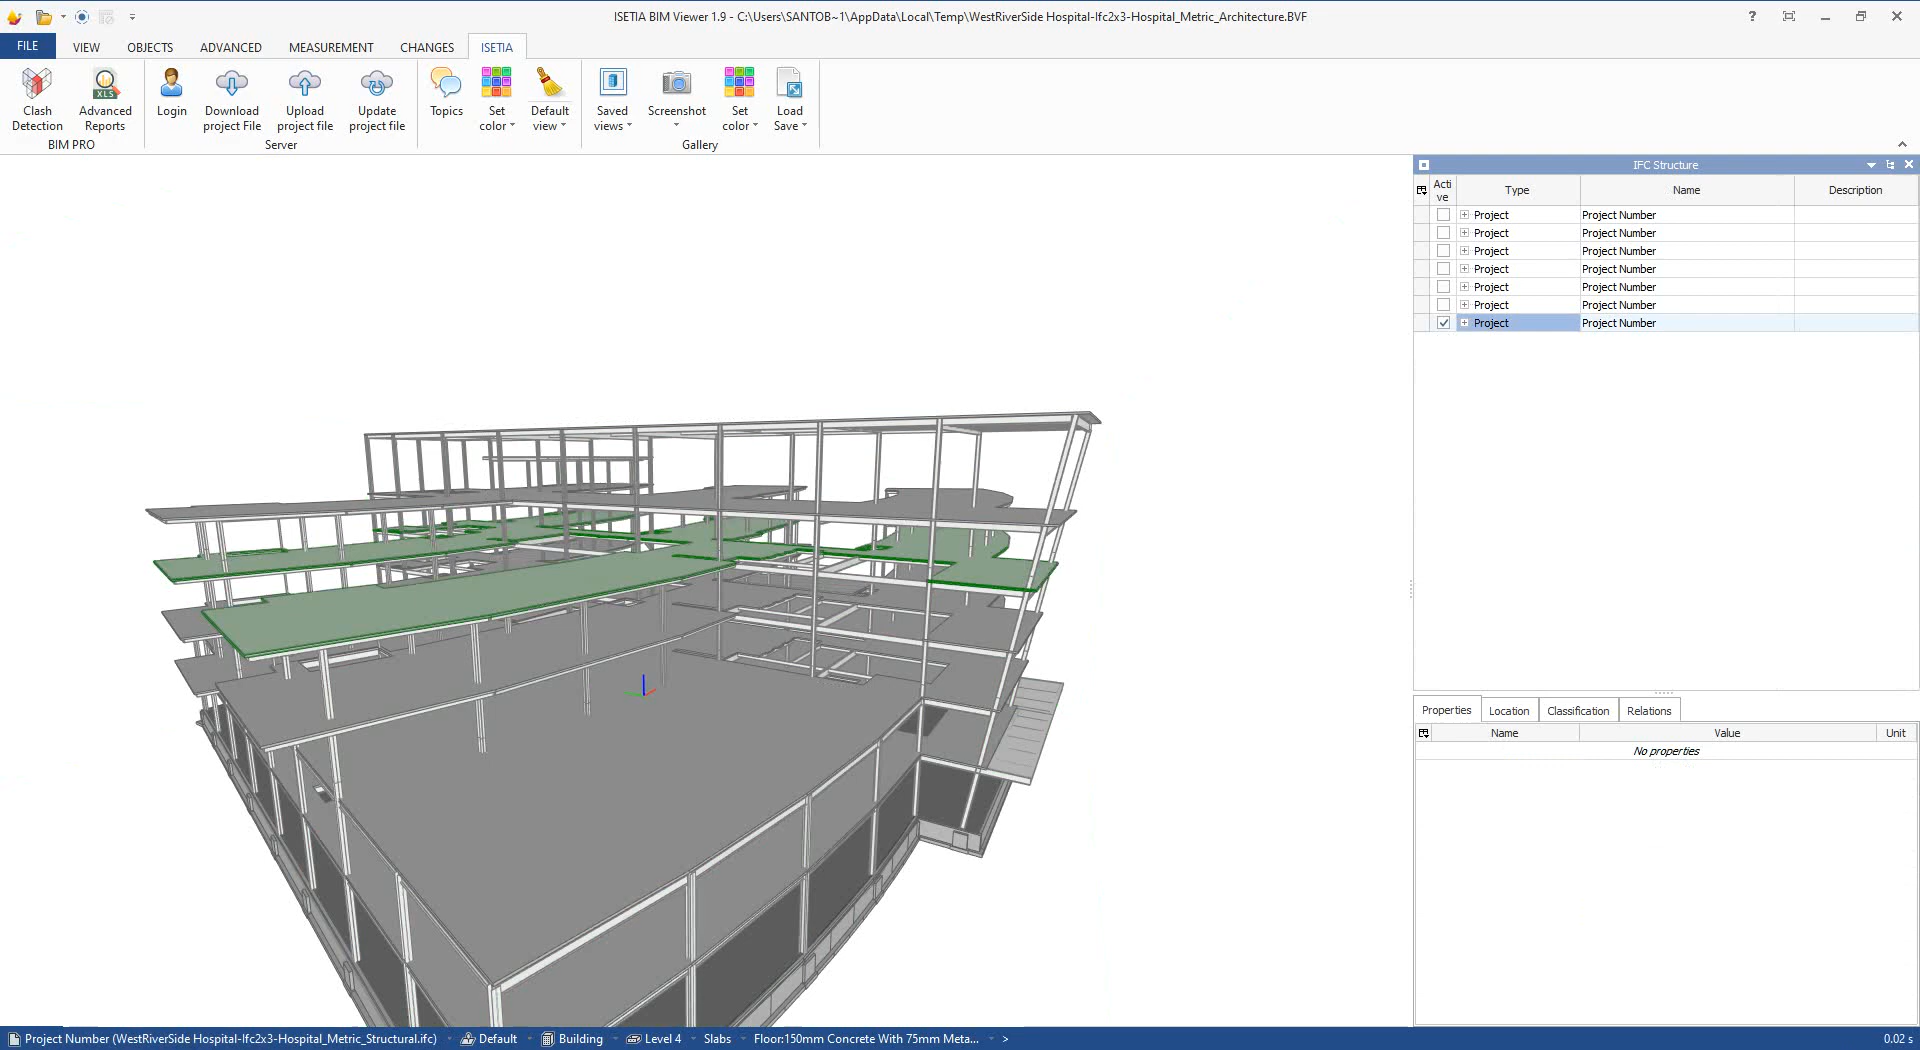 ISETIA BIM Viewer 1.9 - C:\Users\SANTOB~1\AppData\Local\Temp\WestRiverSide Hospital-Ifc2x3-Hospital_Metric_Architecture.BVF
FILE VIEW OBJECTS ADVANCED MEASUREMENT CHANGES ISETIA
Clash Detection
Advanced Reports
XLS
BIM PRO
Login
Download project File
Upload project file
Update project file
Server
Topics
Set color
Default view
Saved views
Screenshot
Set color
Load Save
Gallery
IFC Structure
Active Type Name Description
Project Project Number
Project Project Number
Project Project Number
Project Project Number
Project Project Number
Project Project Number
Project Project Number
Properties Location Classification Relations
Name Value Unit
No properties
Project Number (WestRiverSide Hospital-Ifc2x3-Hospital_Metric_Structural.ifc) Default Building Level 4 Slabs Floor:150mm Concrete With 75mm Meta... > 0.02 s